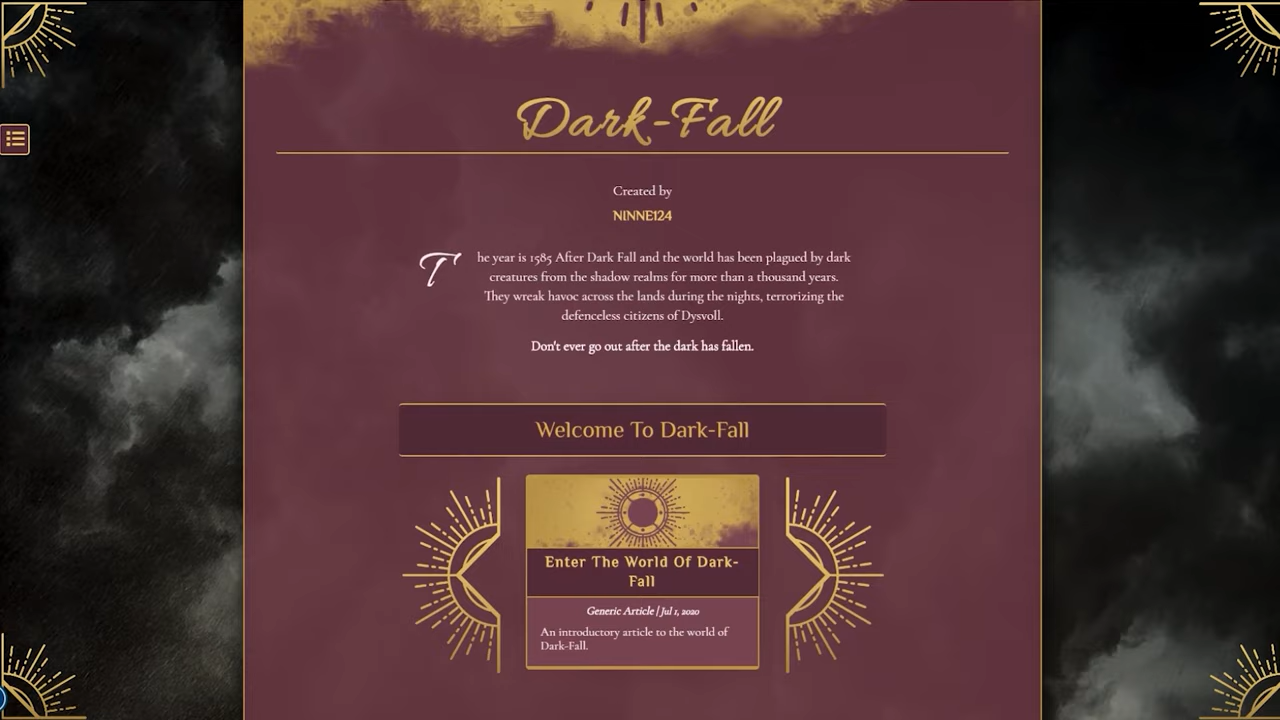 Dark-Fall
Created by
NINNE124
The year is 1585 After Dark Fall and the world has been plagued by dark
creatures from the shadow realms for more than a thousand years.
They wreak havoc across the lands during the nights, terrorizing the
defenceless citizens of Dysvoll.
Don't ever go out after the dark has fallen.
Welcome To Dark-Fall
Enter The World Of Dark-
Fall
Generic Article | Jul 1, 2020
An introductory article to the world of
Dark-Fall.